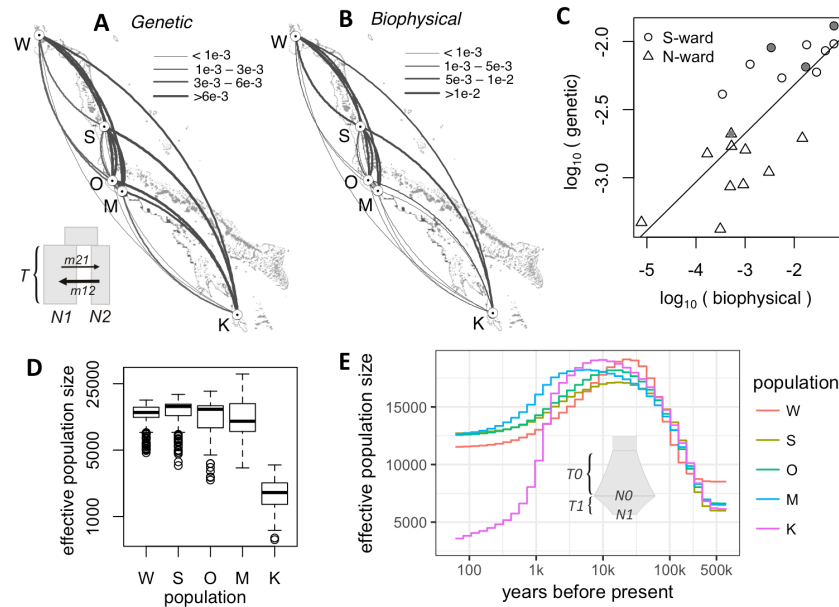 A Genetic
W
< 1e-3
1e-3 – 3e-3
3e-3 – 6e-3
>6e-3
S
O
M
K
T
m21
m12
N1 N2
B Biophysical
W
< 1e-3
1e-3 – 5e-3
5e-3 – 1e-2
>1e-2
S
O
M
K
C
S-ward
N-ward
log10 ( genetic )
-2.0
-2.5
-3.0
-5 -4 -3 -2
log10 ( biophysical )
D
effective population size
25000
5000
1000
W S O M K
population
E
effective population size
15000
10000
5000
T0
T1
N0
N1
100 1k 10k 100k 500k
years before present
population
W
S
O
M
K